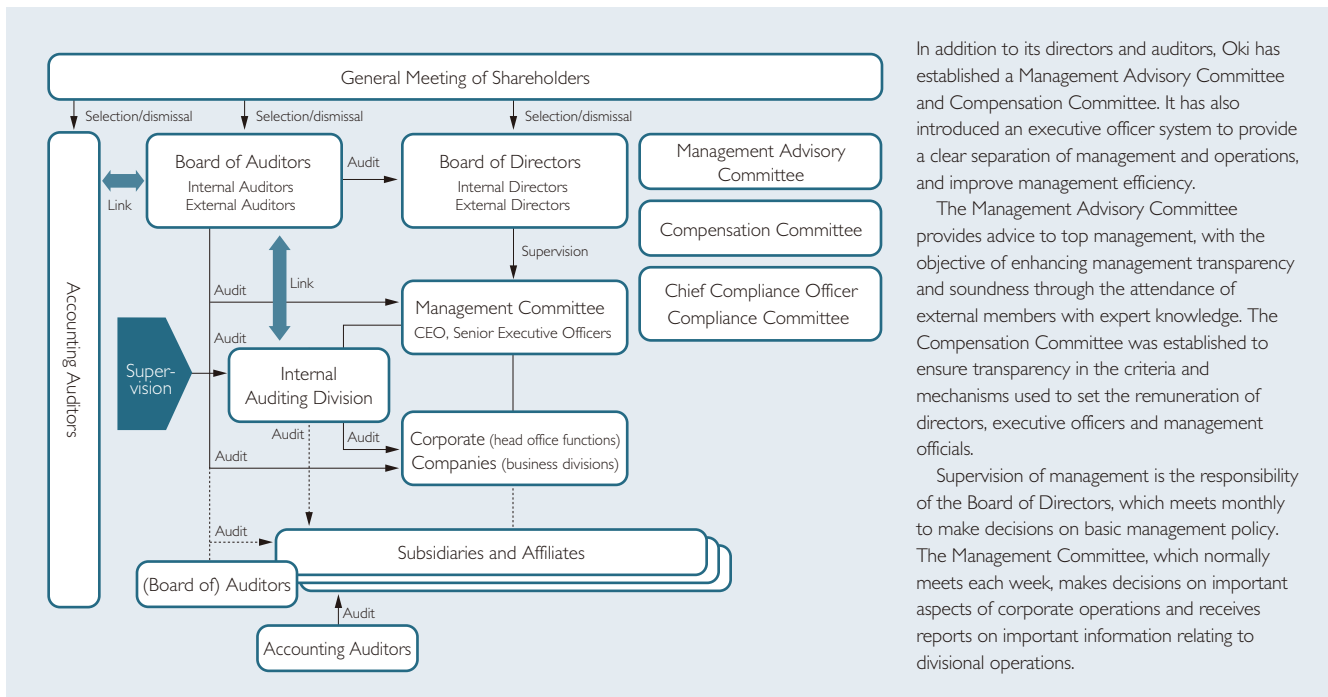 General Meeting of Shareholders
Selection/dismissal
Selection/dismissal
Selection/dismissal
Accounting Auditors
Link
Board of Auditors
Internal Auditors
External Auditors
Audit
Board of Directors
Internal Directors
External Directors
Management Advisory
Committee
Compensation Committee
Chief Compliance Officer
Compliance Committee
Supervision
Link
Audit
Management Committee
CEO, Senior Executive Officers
Super-
vision
Audit
Internal
Auditing Division
Audit
Audit
Corporate (head office functions)
Companies (business divisions)
Audit
Audit
Subsidiaries and Affiliates
(Board of) Auditors
Audit
Accounting Auditors
In addition to its directors and auditors, Oki has
established a Management Advisory Committee
and Compensation Committee. It has also
introduced an executive officer system to provide
a clear separation of management and operations,
and improve management efficiency.
The Management Advisory Committee
provides advice to top management, with the
objective of enhancing management transparency
and soundness through the attendance of
external members with expert knowledge. The
Compensation Committee was established to
ensure transparency in the criteria and
mechanisms used to set the remuneration of
directors, executive officers and management
officials.
Supervision of management is the responsibility
of the Board of Directors, which meets monthly
to make decisions on basic management policy.
The Management Committee, which normally
meets each week, makes decisions on important
aspects of corporate operations and receives
reports on important information relating to
divisional operations.